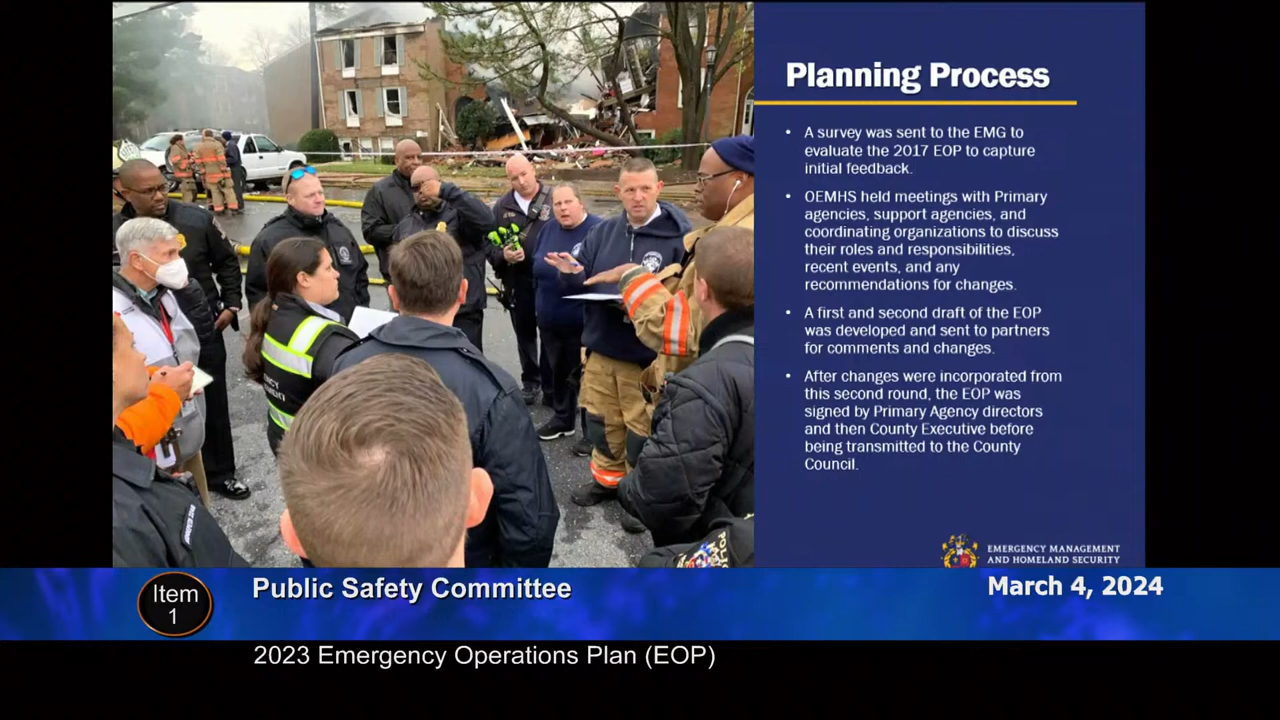 Planning Process
• A survey was sent to the EMG to
evaluate the 2017 EOP to capture
initial feedback.
• OEMHS held meetings with Primary
agencies, support agencies, and
coordinating organizations to discuss
their roles and responsibilities,
recent events, and any
recommendations for changes.
• A first and second draft of the EOP
was developed and sent to partners
for comments and changes.
• After changes were incorporated from
this second round, the EOP was
signed by Primary Agency directors
and then County Executive before
being transmitted to the County
Council.
EMERGENCY MANAGEMENT
AND HOMELAND SECURITY
Item
1
Public Safety Committee
March 4, 2024
2023 Emergency Operations Plan (EOP)